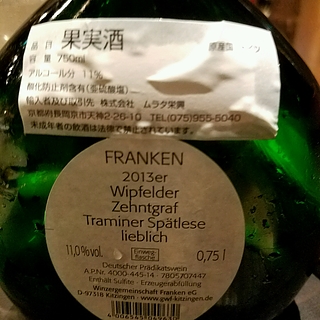 品目 果実酒
容量 750ml
アルコール分 11%
酸化防止剤含有(亜硫酸塩)
輸入者及び引取先 株式会社 ムラタ栄興
京都府長岡京市天神2-26-10 TEL(075)955-5040
未成年者の飲酒は法律で禁止されています。
FRANKEN
2013er
Wipfelder
Zehntgraf
Traminer Spätlese
lieblich
11,0%vol. Einweg-flasche 0,75 l
Deutscher Prädikatswein
A.P.Nr. 4000-445-14 - 7805707447
Enthält Sulfite - Erzeugerabfüllung
Winzergemeinschaft Franken eG
D-97318 Kitzingen - www.gwf-kitzingen.de